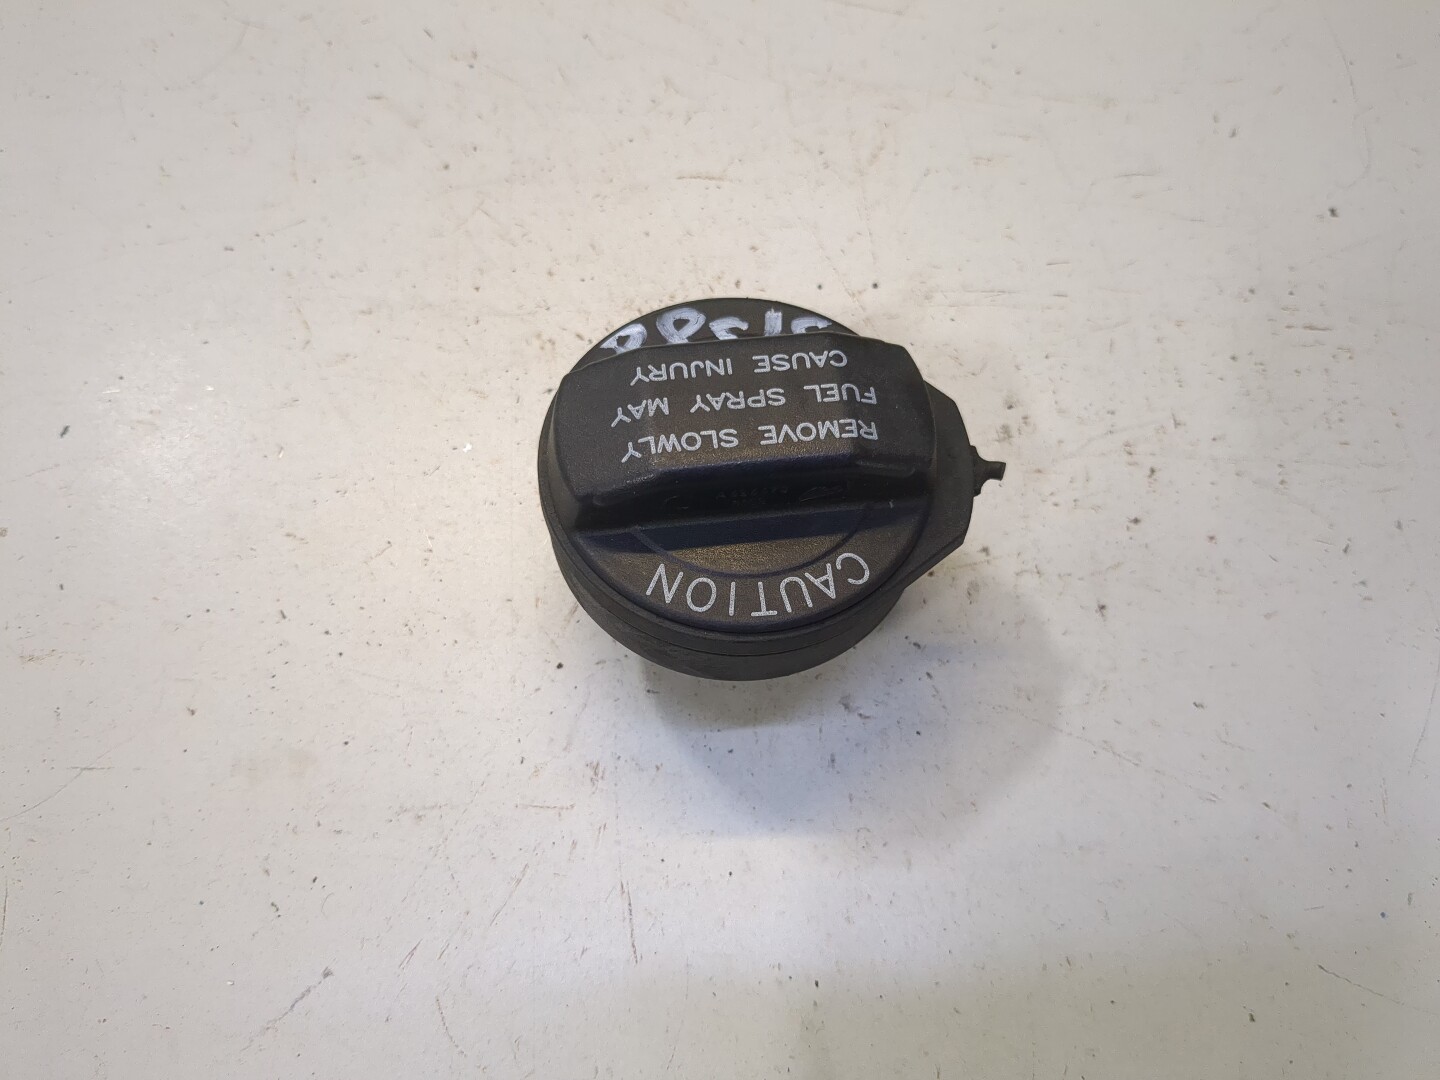 CAUTION
REMOVE SLOWLY
FUEL SPRAY MAY
CAUSE INJURY